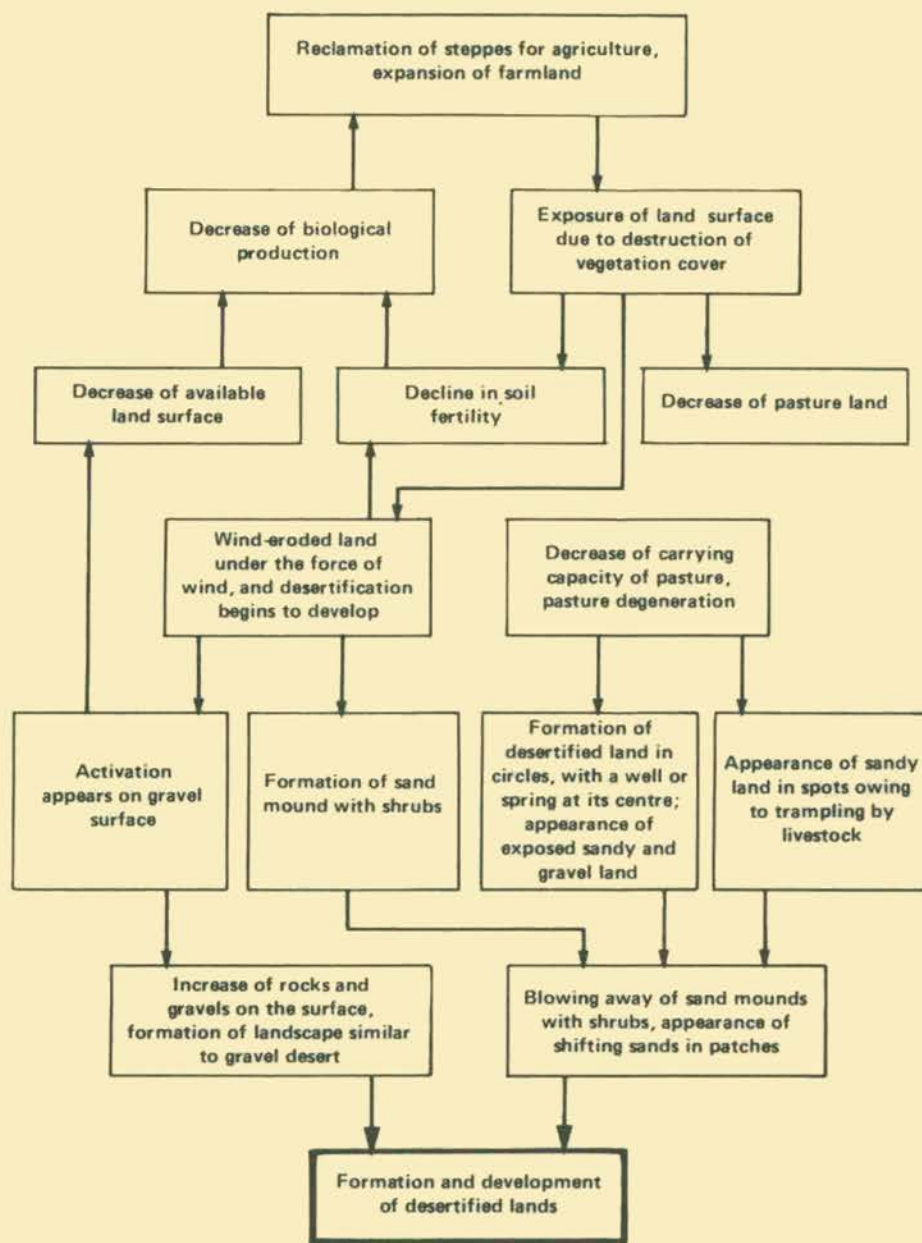 Reclamation of steppes for agriculture,
expansion of farmland
Decrease of biological
production
Exposure of land surface
due to destruction of
vegetation cover
Decrease of available
land surface
Decline in soil
fertility
Decrease of pasture land
Wind-eroded land
under the force of
wind, and desertification
begins to develop
Decrease of carrying
capacity of pasture,
pasture degeneration
Activation
appears on gravel
surface
Formation of sand
mound with shrubs
Formation of
desertified land in
circles, with a well or
spring at its centre;
appearance of
exposed sandy and
gravel land
Appearance of sandy
land in spots owing
to trampling by
livestock
Increase of rocks and
gravels on the surface,
formation of landscape similar
to gravel desert
Blowing away of sand mounds
with shrubs, appearance of
shifting sands in patches
Formation and development
of desertified lands